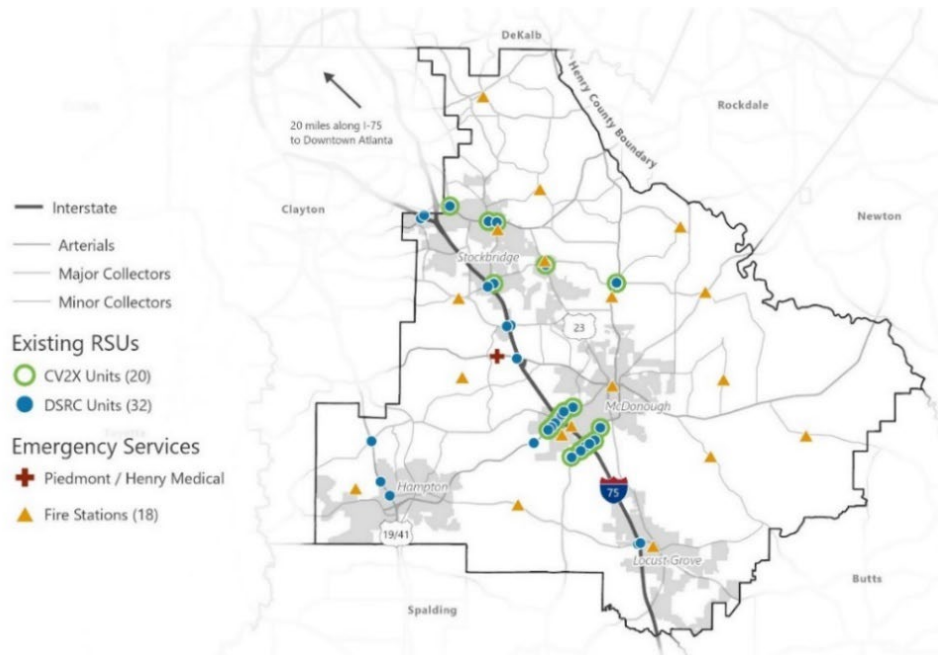 DeKalb
Henry County Boundary
Rockdale
20 miles along I-75
to Downtown Atlanta
Interstate
Clayton
Newton
Arterials
Major Collectors
Minor Collectors
Stockbridge
Existing RSUs
23
CV2X Units (20)
DSRC Units (32)
McDonough
Emergency Services
Piedmont / Henry Medical
Hampton
75
Fire Stations (18)
19/41
Locust Grove
Butts
Spalding